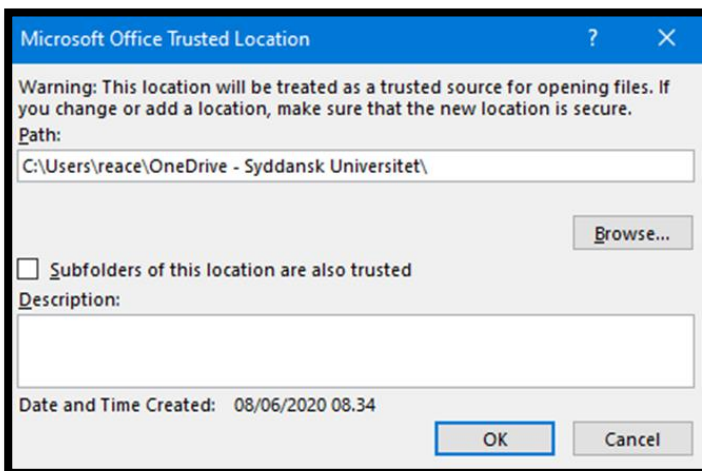 Microsoft Office Trusted Location
Warning: This location will be treated as a trusted source for opening files. If
you change or add a location, make sure that the new location is secure.
Path:
C:\Users\reace\OneDrive - Syddansk Universitet\
Browse...
Subfolders of this location are also trusted
Description:
Date and Time Created: 08/06/2020 08.34
OK Cancel